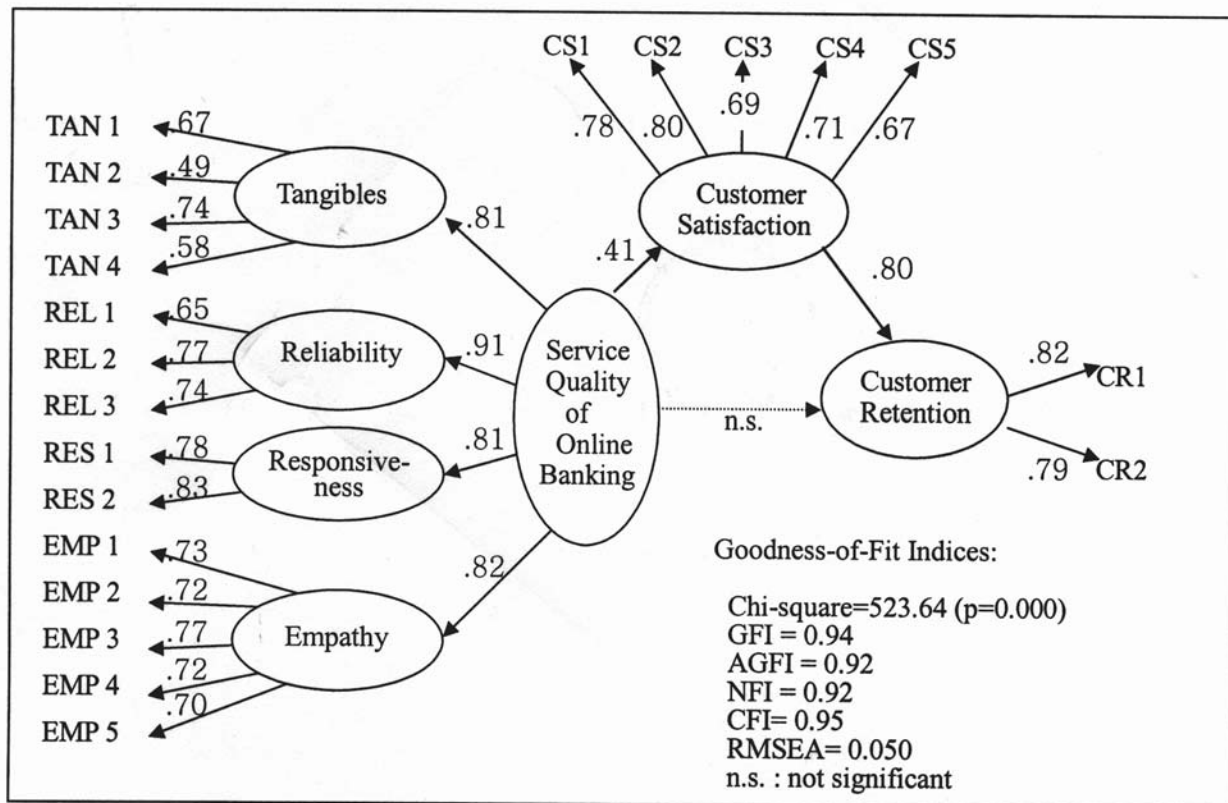 CS1 CS2 CS3 CS4 CS5
.78 .80 .69 .71 .67
Customer
Satisfaction
TAN 1 .67
TAN 2 .49
TAN 3 .74
TAN 4 .58
Tangibles
.81
.41
.80
REL 1 .65
REL 2 .77
REL 3 .74
Reliability
.91
Service
Quality
of
Online
Banking
n.s.
Customer
Retention
.82 CR1
.79 CR2
RES 1 .78
RES 2 .83
Responsive-
ness
.81
EMP 1 .73
EMP 2 .72
EMP 3 .77
EMP 4 .72
EMP 5 .70
Empathy
.82
Goodness-of-Fit Indices:
Chi-square=523.64 (p=0.000)
GFI = 0.94
AGFI = 0.92
NFI = 0.92
CFI= 0.95
RMSEA= 0.050
n.s. : not significant